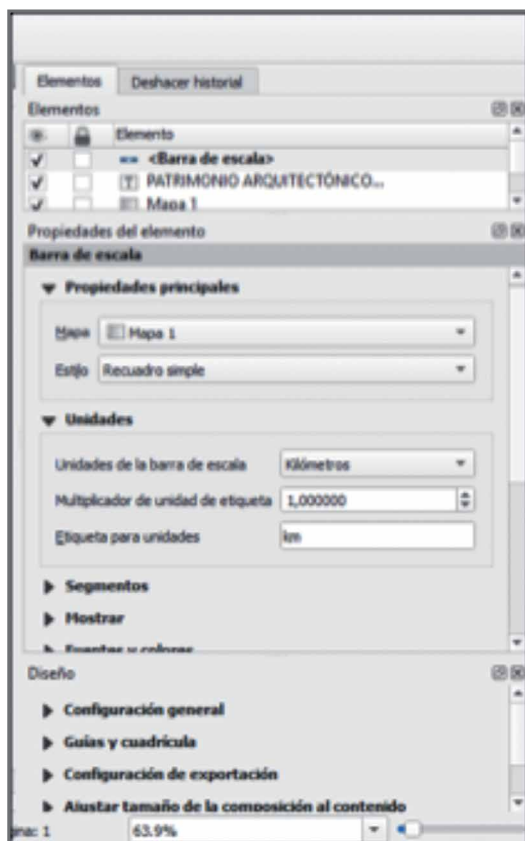 Elementos Deshacer historial
Elementos
Elemento
<Barra de escala>
PATRIMONIO ARQUITECTÓNICO...
Mapa 1
Propiedades del elemento
Barra de escala
Propiedades principales
Mapa Mapa 1
Estilo Recuadro simple
Unidades
Unidades de la barra de escala Kilómetros
Multiplicador de unidad de etiqueta 1,000000
Etiqueta para unidades km
Segmentos
Mostrar
Fuentes y colores
Diseño
Configuración general
Guías y cuadrícula
Configuración de exportación
Ajustar tamaño de la composición al contenido
gina: 1 63.9%